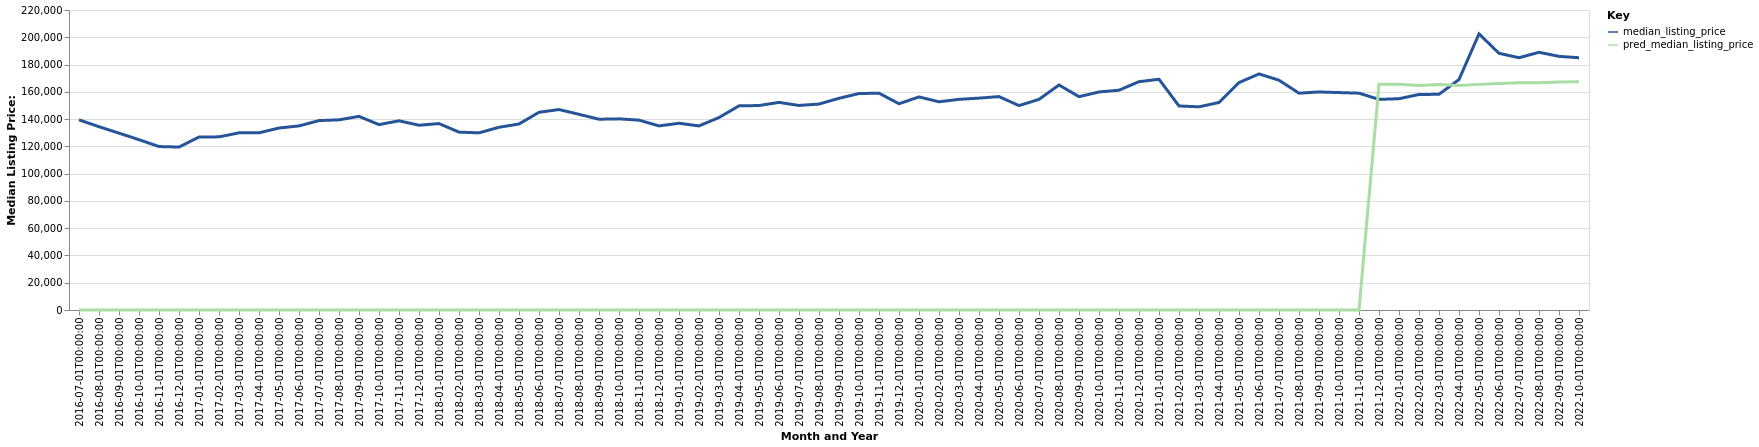 220,000
200,000
180,000
160,000
140,000
120,000
100,000
80,000
60,000
40,000
20,000
0
Median Listing Price:
2016-07-01T00:00:00
2016-08-01T00:00:00
2016-09-01T00:00:00
2016-10-01T00:00:00
2016-11-01T00:00:00
2016-12-01T00:00:00
2017-01-01T00:00:00
2017-02-01T00:00:00
2017-03-01T00:00:00
2017-04-01T00:00:00
2017-05-01T00:00:00
2017-06-01T00:00:00
2017-07-01T00:00:00
2017-08-01T00:00:00
2017-09-01T00:00:00
2017-10-01T00:00:00
2017-11-01T00:00:00
2017-12-01T00:00:00
2018-01-01T00:00:00
2018-02-01T00:00:00
2018-03-01T00:00:00
2018-04-01T00:00:00
2018-05-01T00:00:00
2018-06-01T00:00:00
2018-07-01T00:00:00
2018-08-01T00:00:00
2018-09-01T00:00:00
2018-10-01T00:00:00
2018-11-01T00:00:00
2018-12-01T00:00:00
2019-01-01T00:00:00
2019-02-01T00:00:00
2019-03-01T00:00:00
2019-04-01T00:00:00
2019-05-01T00:00:00
2019-06-01T00:00:00
2019-07-01T00:00:00
2019-08-01T00:00:00
2019-09-01T00:00:00
2019-10-01T00:00:00
2019-11-01T00:00:00
2019-12-01T00:00:00
2020-01-01T00:00:00
2020-02-01T00:00:00
2020-03-01T00:00:00
2020-04-01T00:00:00
2020-05-01T00:00:00
2020-06-01T00:00:00
2020-07-01T00:00:00
2020-08-01T00:00:00
2020-09-01T00:00:00
2020-10-01T00:00:00
2020-11-01T00:00:00
2020-12-01T00:00:00
2021-01-01T00:00:00
2021-02-01T00:00:00
2021-03-01T00:00:00
2021-04-01T00:00:00
2021-05-01T00:00:00
2021-06-01T00:00:00
2021-07-01T00:00:00
2021-08-01T00:00:00
2021-09-01T00:00:00
2021-10-01T00:00:00
2021-11-01T00:00:00
2021-12-01T00:00:00
2022-01-01T00:00:00
2022-02-01T00:00:00
2022-03-01T00:00:00
2022-04-01T00:00:00
2022-05-01T00:00:00
2022-06-01T00:00:00
2022-07-01T00:00:00
2022-08-01T00:00:00
2022-09-01T00:00:00
2022-10-01T00:00:00
Month and Year
Key
median_listing_price
pred_median_listing_price